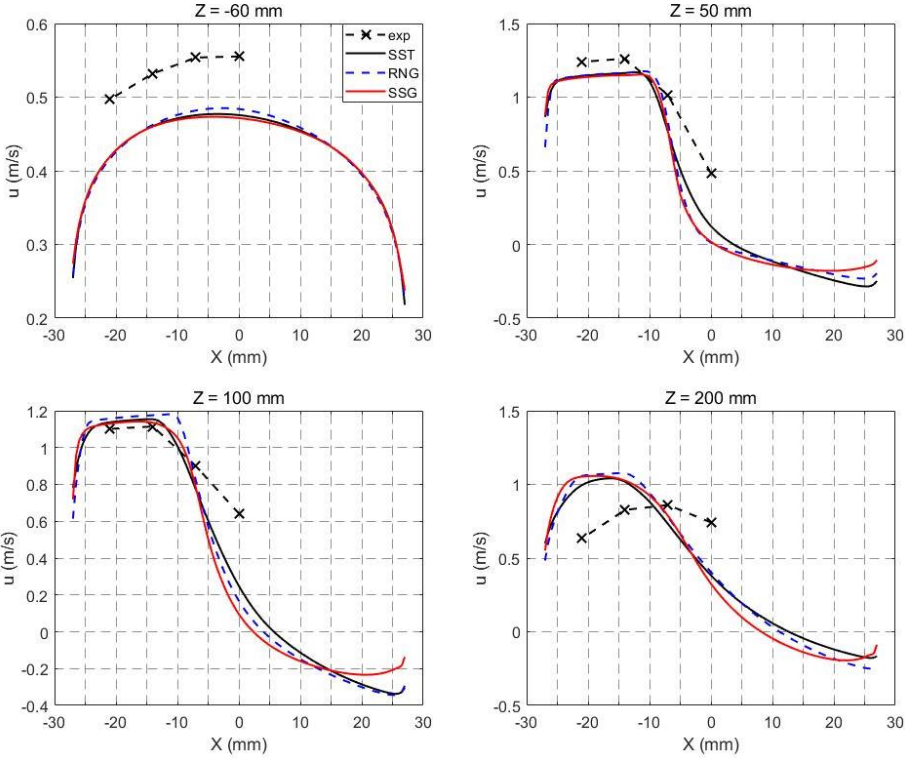 Z = -60 mm
0.6
0.5
0.4
0.3
0.2
u (m/s)
-30 -20 -10 0 10 20 30
X (mm)
exp
SST
RNG
SSG
Z = 50 mm
1.5
1
0.5
0
-0.5
u (m/s)
-30 -20 -10 0 10 20 30
X (mm)
Z = 100 mm
1.2
1
0.8
0.6
0.4
0.2
0
-0.2
-0.4
u (m/s)
-30 -20 -10 0 10 20 30
X (mm)
Z = 200 mm
1.5
1
0.5
0
-0.5
u (m/s)
-30 -20 -10 0 10 20 30
X (mm)